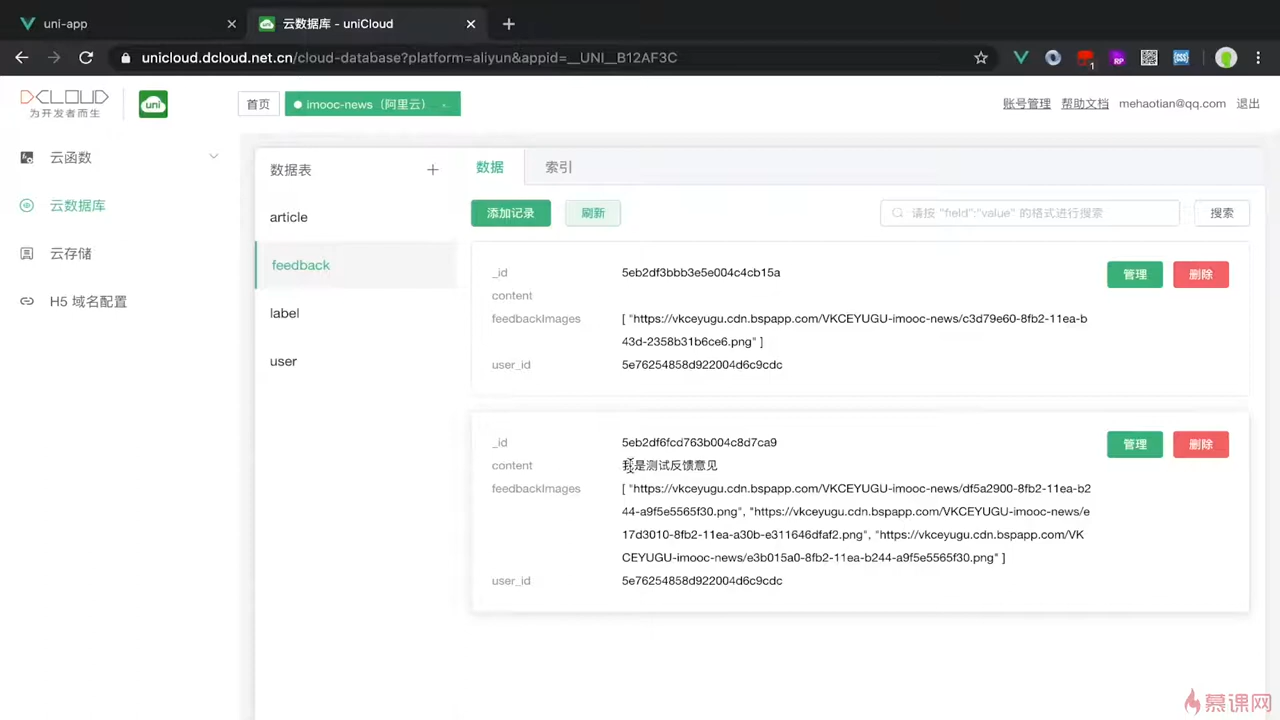 uni-app
云数据库 - uniCloud
unicloud.dcloud.net.cn/cloud-database?platform=aliyun&appid=__UNI__B12AF3C
DCLOUD
为开发者而生
uni
首页
imooc-news（阿里云）
账号管理
帮助文档
mehaotian@qq.com
退出
云函数
云数据库
云存储
H5 域名配置
数据表
article
feedback
label
user
数据
索引
添加记录
刷新
请按 "field":"value" 的格式进行搜索
搜索
_id
5eb2df3bbb3e5e004c4cb15a
管理
删除
content
feedbackImages
[ "https://vkceyugu.cdn.bspapp.com/VKCEYUGU-imooc-news/c3d79e60-8fb2-11ea-b
43d-2358b31b6ce6.png" ]
user_id
5e76254858d922004d6c9cdc
_id
5eb2df6fcd763b004c8d7ca9
管理
删除
content
我是测试反馈意见
feedbackImages
[ "https://vkceyugu.cdn.bspapp.com/VKCEYUGU-imooc-news/df5a2900-8fb2-11ea-b2
44-a9f5e5565f30.png", "https://vkceyugu.cdn.bspapp.com/VKCEYUGU-imooc-news/e
17d3010-8fb2-11ea-a30b-e311646dfaf2.png", "https://vkceyugu.cdn.bspapp.com/VK
CEYUGU-imooc-news/e3b015a0-8fb2-11ea-b244-a9f5e5565f30.png" ]
user_id
5e76254858d922004d6c9cdc
慕课网